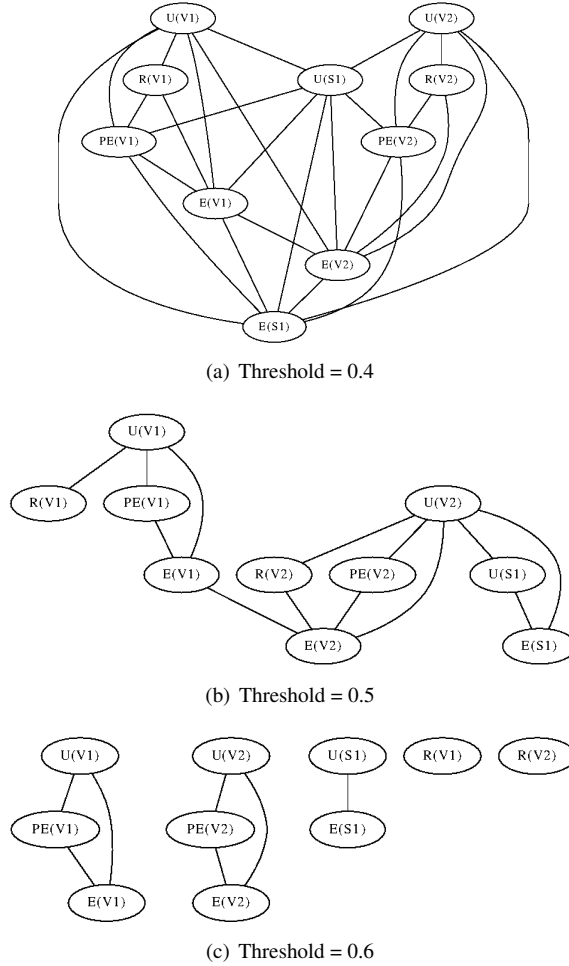 U(V1) U(V2)
R(V1) U(S1) R(V2)
PE(V1) PE(V2)
E(V1)
E(V2)
E(S1)
(a) Threshold = 0.4
U(V1)
R(V1) PE(V1) U(V2)
E(V1) R(V2) PE(V2) U(S1)
E(V2) E(S1)
(b) Threshold = 0.5
U(V1) U(V2) U(S1) R(V1) R(V2)
PE(V1) PE(V2) E(S1)
E(V1) E(V2)
(c) Threshold = 0.6